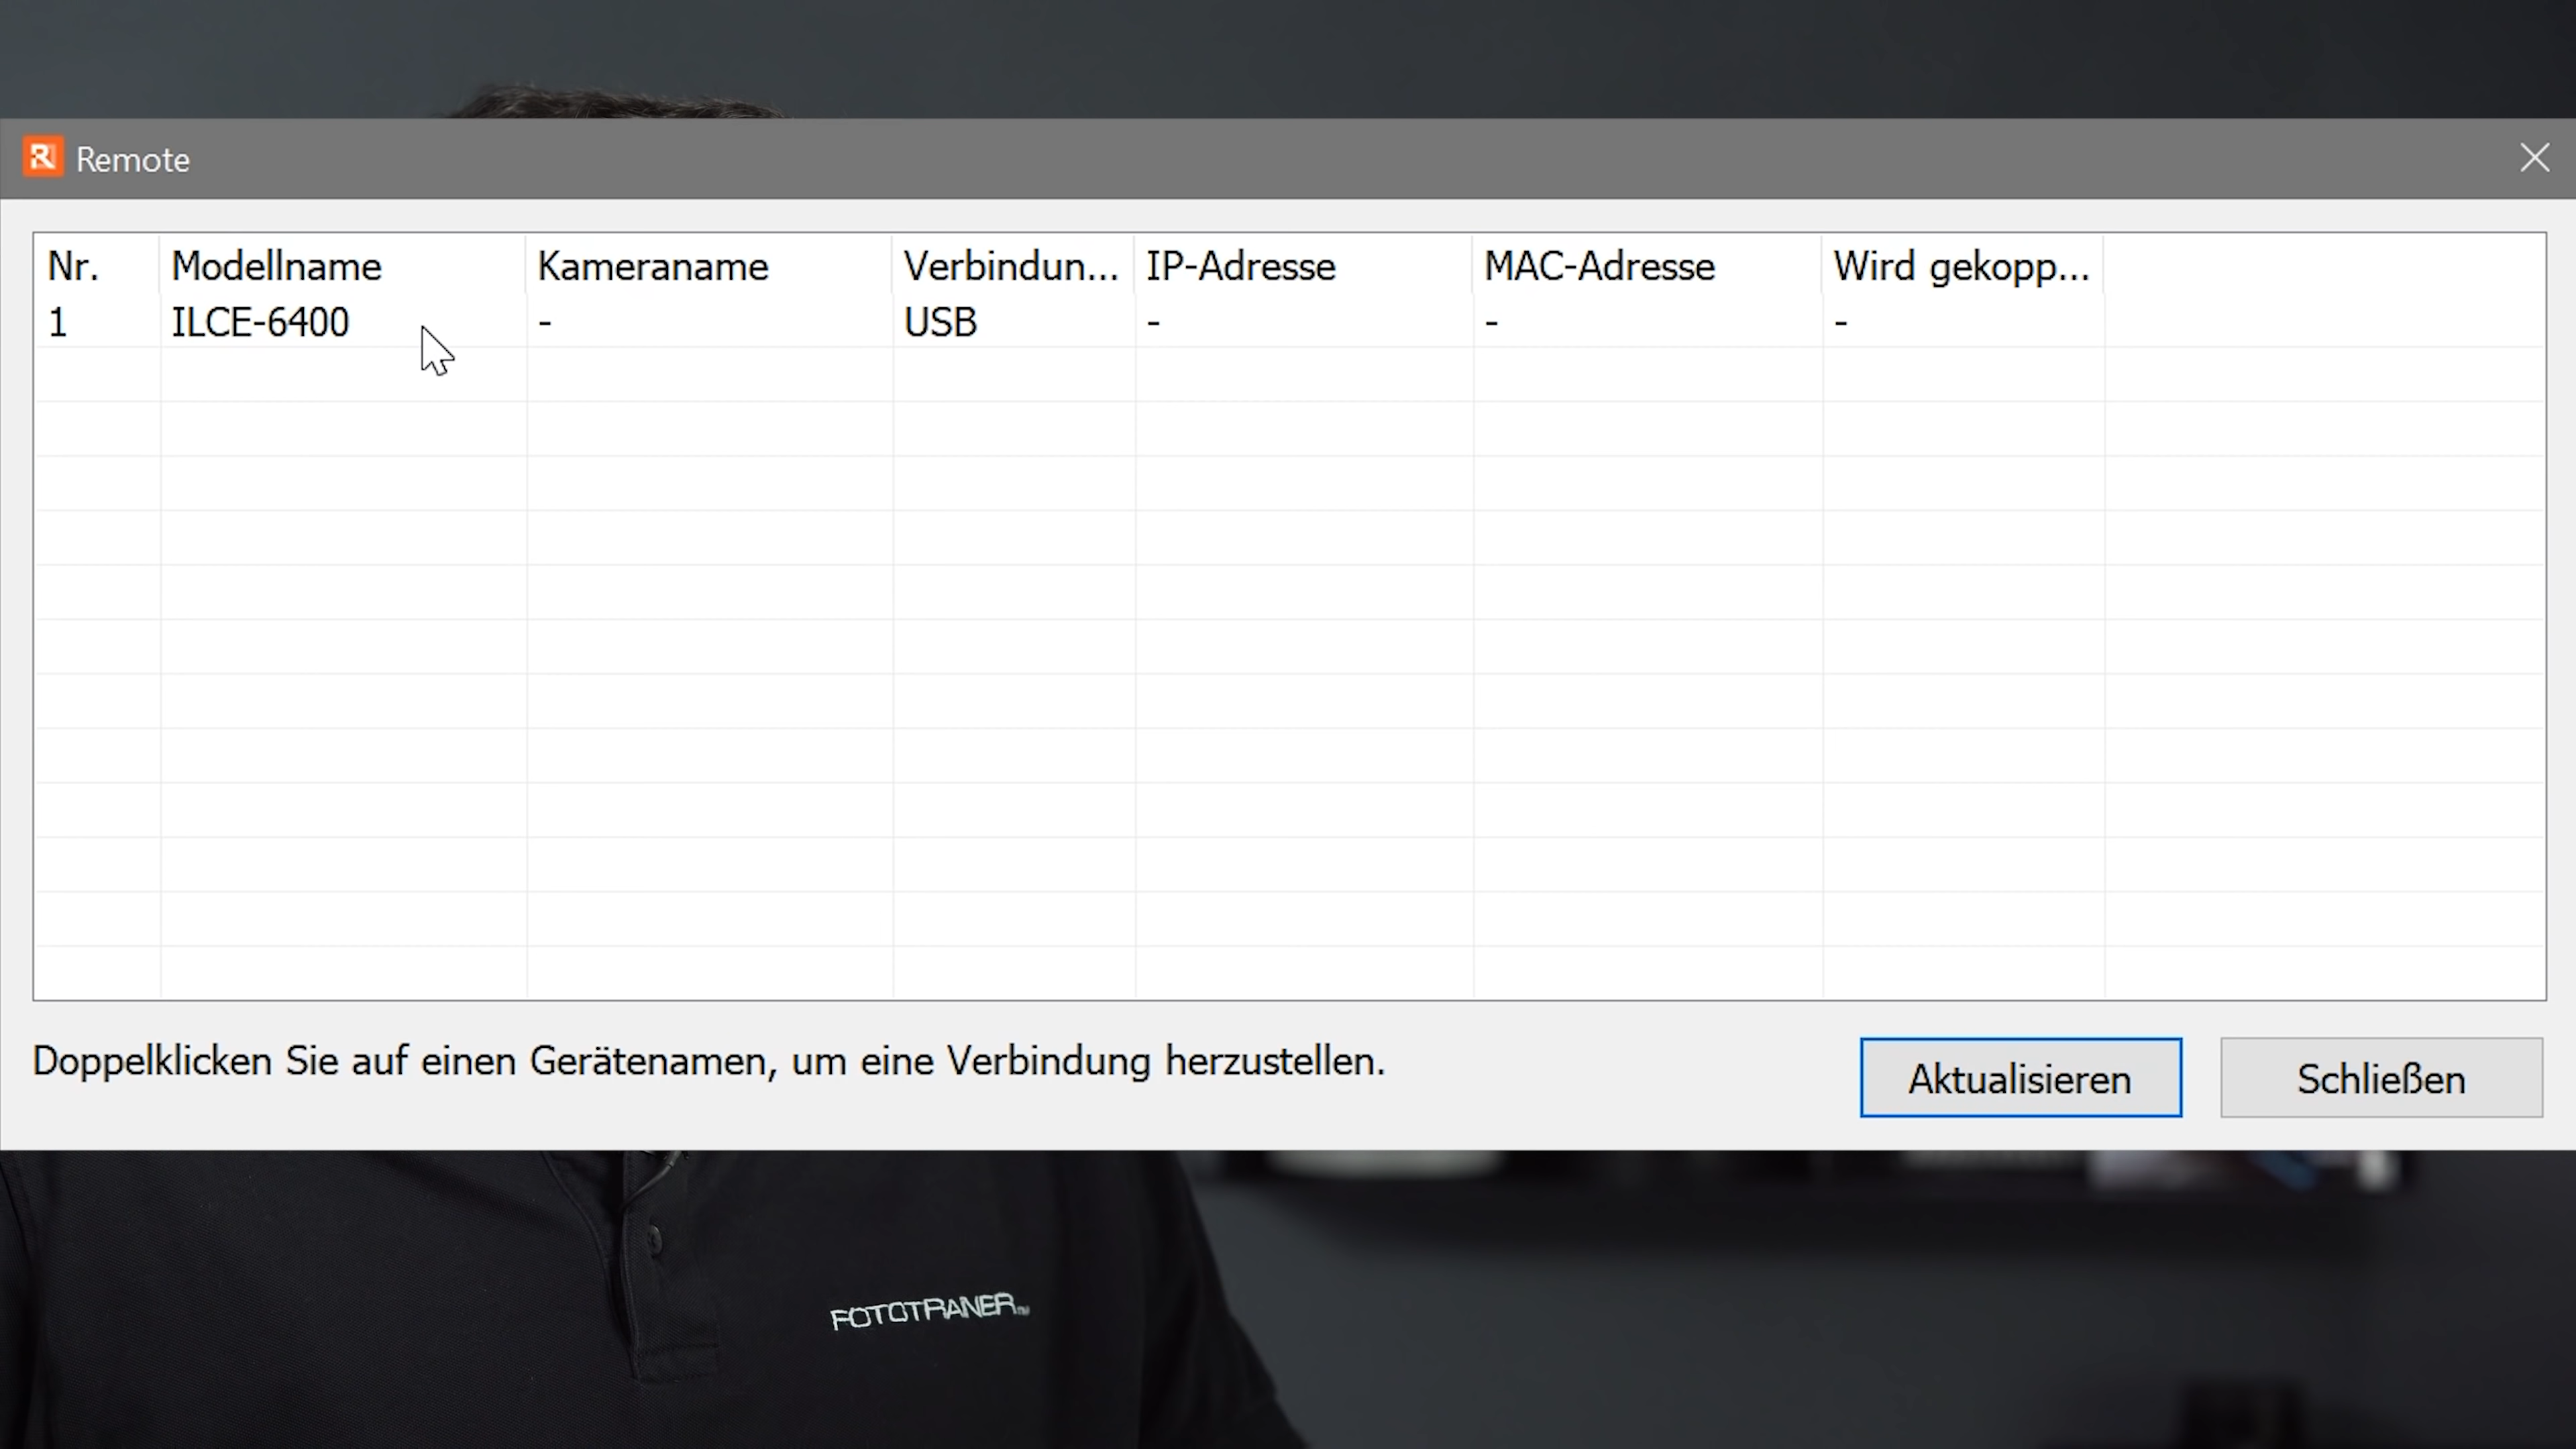 Remote
Nr. Modellname Kameraname Verbindun... IP-Adresse MAC-Adresse Wird gekopp...
1 ILCE-6400 - USB - - -
Doppelklicken Sie auf einen Gerätenamen, um eine Verbindung herzustellen.
Aktualisieren Schließen
FOTOTRAINER™